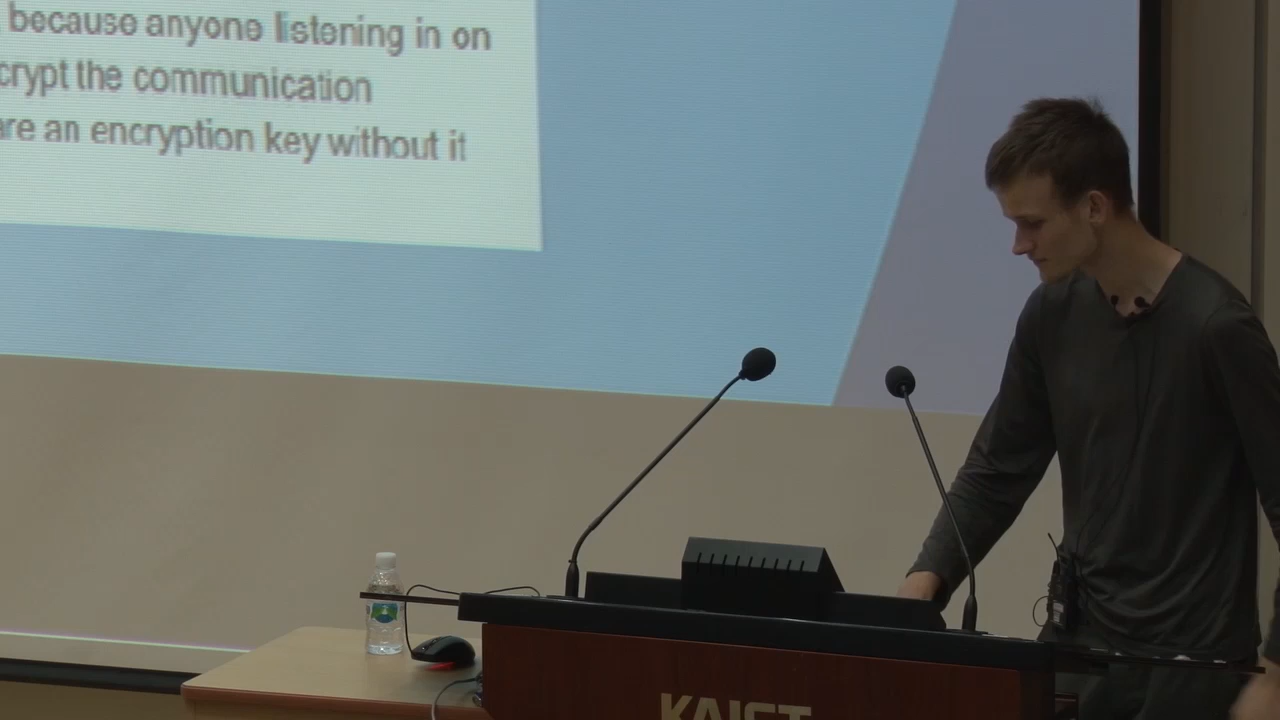 because anyone listening in on
crypt the communication
are an encryption key without it
KAIST